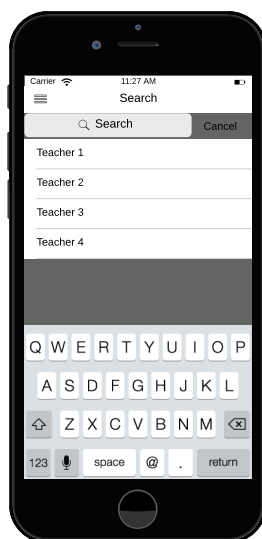 Carrier 11:27 AM
Search
Search Cancel
Teacher 1
Teacher 2
Teacher 3
Teacher 4
Q W E R T Y U I O P
A S D F G H J K L
Z X C V B N M
123 space @ . return